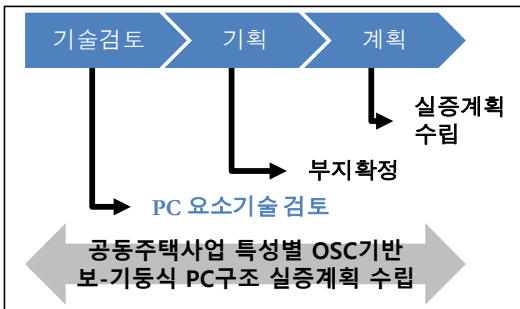 기술검토
기획
계획
실증계획
수립
부지확정
PC 요소기술 검토
공동주택사업 특성별 OSC기반
보-기둥식 PC구조 실증계획 수립